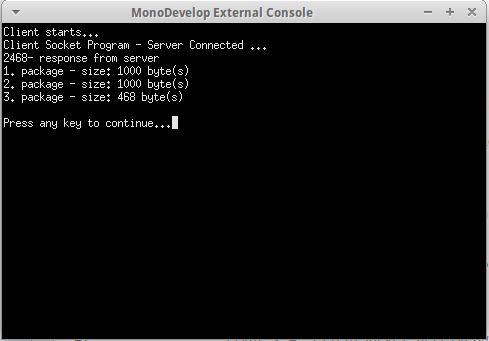 MonoDevelop External Console
Client starts...
Client Socket Program - Server Connected ...
2468- response from server
1. package - size: 1000 byte(s)
2. package - size: 1000 byte(s)
3. package - size: 468 byte(s)
Press any key to continue...